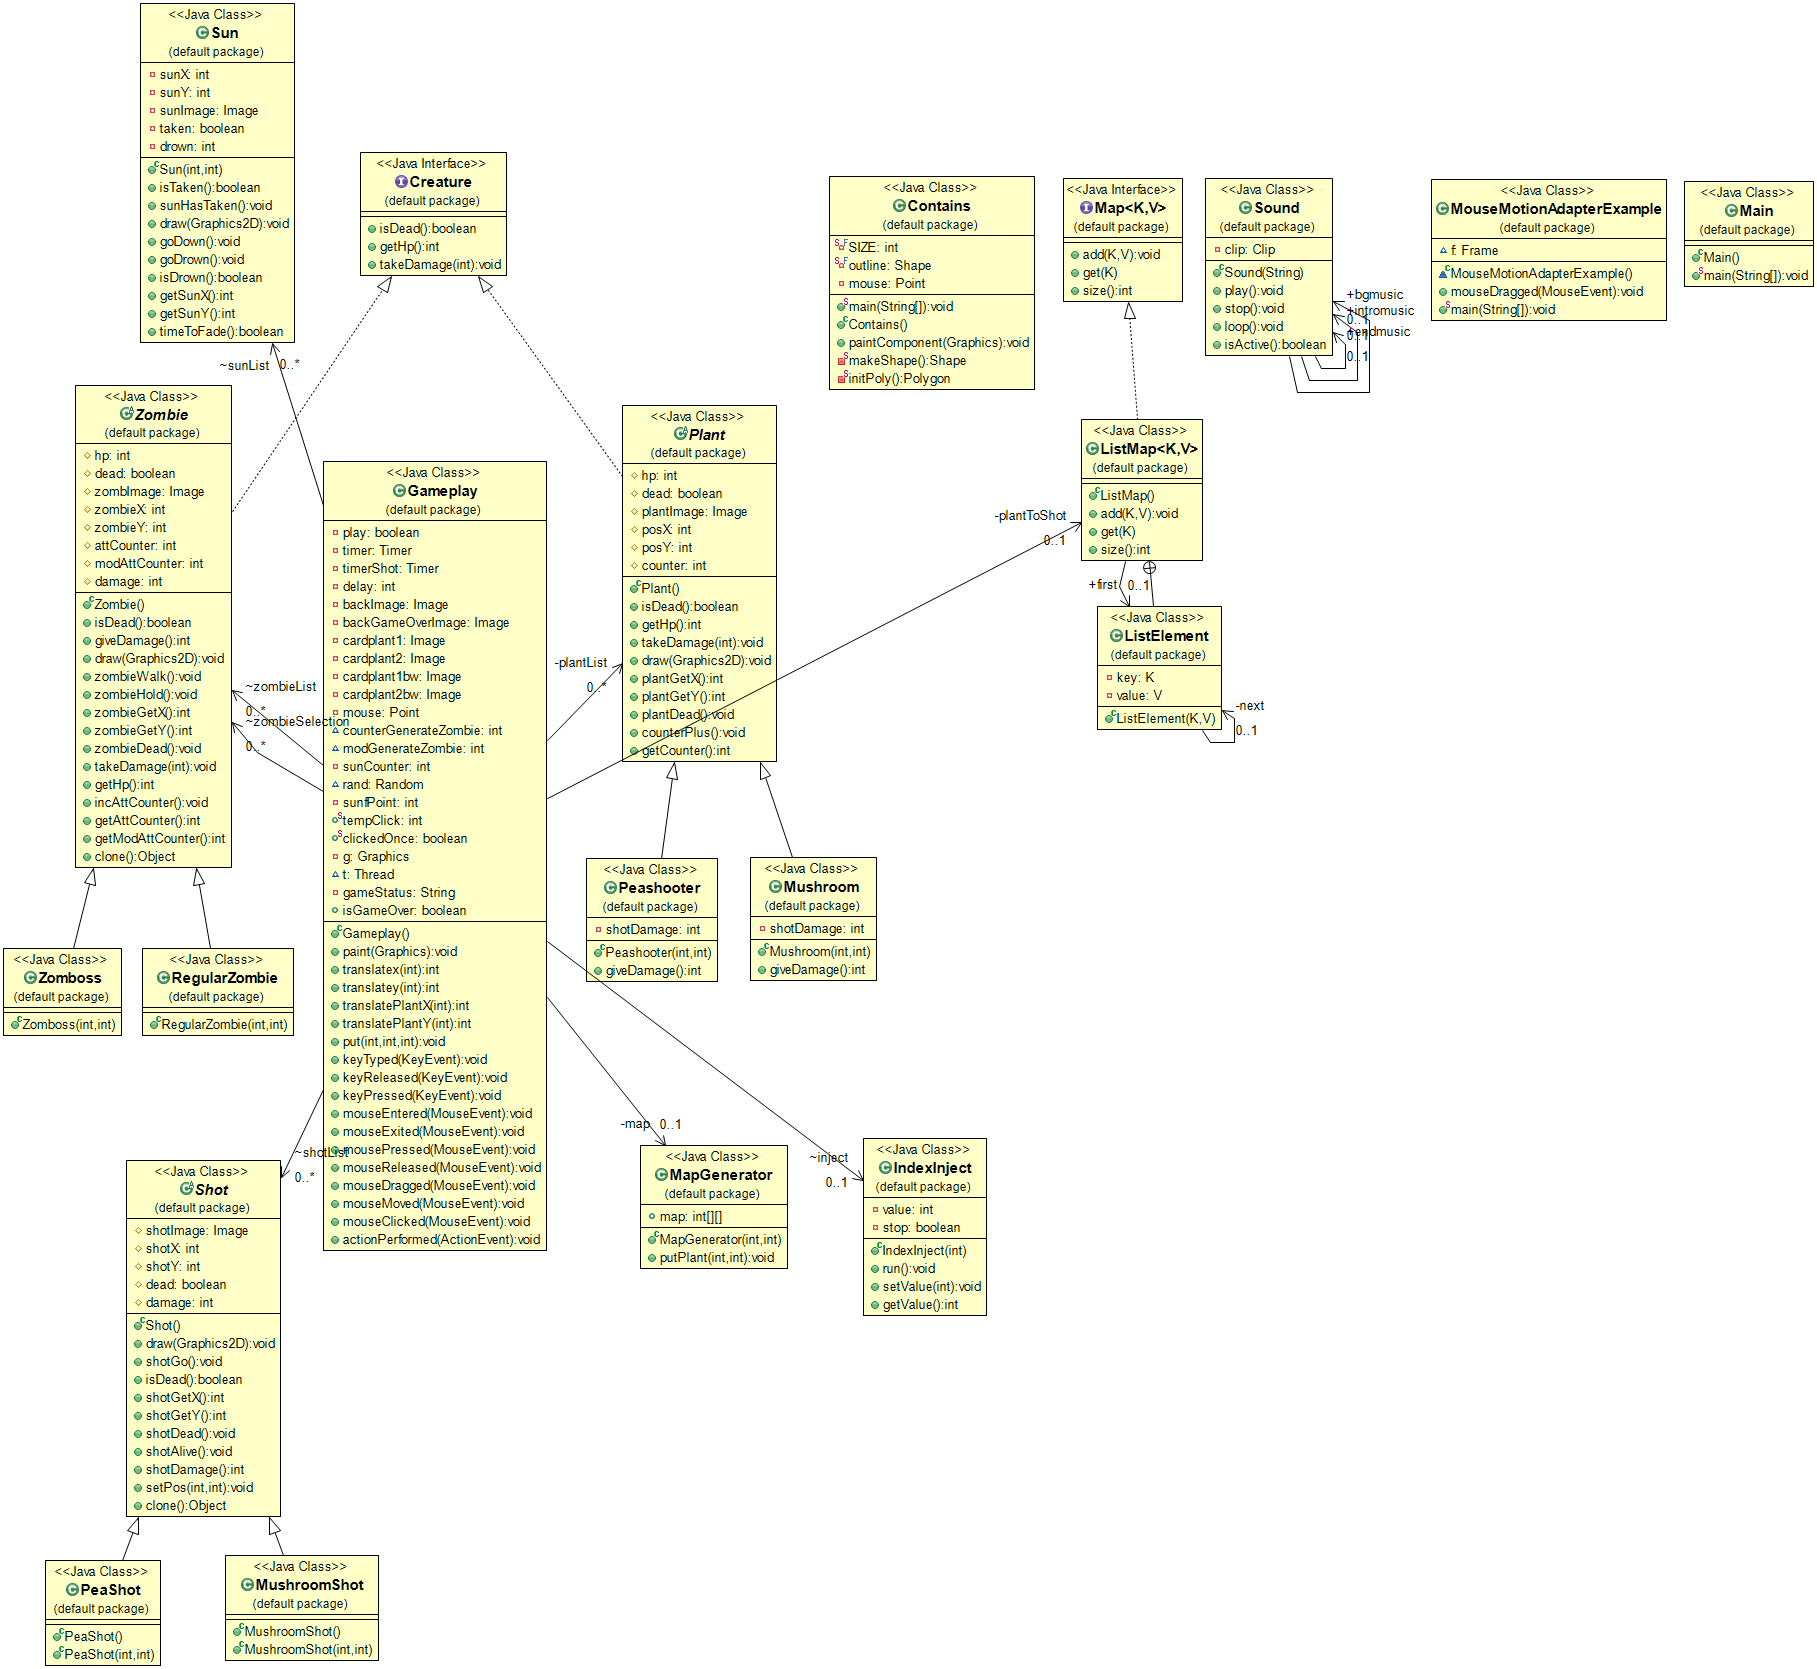 <<Java Class>>
Sun
(default package)
sunX: int
sunY: int
sunImage: Image
taken: boolean
drown: int
Sun(int,int)
isTaken():boolean
sunHasTaken():void
draw(Graphics2D):void
goDown():void
goDrown():void
isDrown():boolean
getSunX():int
getSunY():int
timeToFade():boolean
~sunList 0..*
<<Java Interface>>
Creature
(default package)
isDead():boolean
getHp():int
takeDamage(int):void
<<Java Class>>
Contains
(default package)
SIZE: int
outline: Shape
mouse: Point
main(String[]):void
Contains()
paintComponent(Graphics):void
makeShape():Shape
initPoly():Polygon
<<Java Interface>>
Map<K,V>
(default package)
add(K,V):void
get(K)
size():int
<<Java Class>>
Sound
(default package)
clip: Clip
Sound(String)
play():void
stop():void
loop():void
isActive():boolean
+bgmusic
+intromusic
0..1
+endmusic
0..1
0..1
<<Java Class>>
MouseMotionAdapterExample
(default package)
f: Frame
MouseMotionAdapterExample()
mouseDragged(MouseEvent):void
main(String[]):void
<<Java Class>>
Main
(default package)
Main()
main(String[]):void
<<Java Class>>
Zombie
(default package)
hp: int
dead: boolean
zombImage: Image
zombieX: int
zombieY: int
attCounter: int
modAttCounter: int
damage: int
Zombie()
isDead():boolean
giveDamage():int
draw(Graphics2D):void
zombieWalk():void
zombieHold():void
zombieGetX():int
zombieGetY():int
zombieDead():void
takeDamage(int):void
getHp():int
incAttCounter():void
getAttCounter():int
getModAttCounter():int
clone():Object
~zombieList
0..*
~zombieSelection
0..*
<<Java Class>>
Gameplay
(default package)
play: boolean
timer: Timer
timerShot: Timer
delay: int
backImage: Image
backGameOverImage: Image
cardplant1: Image
cardplant2: Image
cardplant1bw: Image
cardplant2bw: Image
mouse: Point
counterGenerateZombie: int
modGenerateZombie: int
sunCounter: int
rand: Random
sunfPoint: int
tempClick: int
clickedOnce: boolean
g: Graphics
t: Thread
gameStatus: String
isGameOver: boolean
Gameplay()
paint(Graphics):void
translatex(int):int
translatey(int):int
translatePlantX(int):int
translatePlantY(int):int
put(int,int,int):void
keyTyped(KeyEvent):void
keyReleased(KeyEvent):void
keyPressed(KeyEvent):void
mouseEntered(MouseEvent):void
mouseExited(MouseEvent):void
mousePressed(MouseEvent):void
mouseReleased(MouseEvent):void
mouseDragged(MouseEvent):void
mouseMoved(MouseEvent):void
mouseClicked(MouseEvent):void
actionPerformed(ActionEvent):void
-plantList
0..*
<<Java Class>>
Plant
(default package)
hp: int
dead: boolean
plantImage: Image
posX: int
posY: int
counter: int
Plant()
isDead():boolean
getHp():int
takeDamage(int):void
draw(Graphics2D):void
plantGetX():int
plantGetY():int
plantDead():void
counterPlus():void
getCounter():int
-plantToShot
0..1
<<Java Class>>
ListMap<K,V>
(default package)
ListMap()
add(K,V):void
get(K)
size():int
+first 0..1
<<Java Class>>
ListElement
(default package)
key: K
value: V
ListElement(K,V)
-next
0..1
<<Java Class>>
Peashooter
(default package)
shotDamage: int
Peashooter(int,int)
giveDamage():int
<<Java Class>>
Mushroom
(default package)
shotDamage: int
Mushroom(int,int)
giveDamage():int
<<Java Class>>
Zomboss
(default package)
Zomboss(int,int)
<<Java Class>>
RegularZombie
(default package)
RegularZombie(int,int)
~shotList
0..*
-map 0..1
<<Java Class>>
MapGenerator
(default package)
map: int[][]
MapGenerator(int,int)
putPlant(int,int):void
~inject
0..1
<<Java Class>>
IndexInject
(default package)
value: int
stop: boolean
IndexInject(int)
run():void
setValue(int):void
getValue():int
<<Java Class>>
Shot
(default package)
shotImage: Image
shotX: int
shotY: int
dead: boolean
damage: int
Shot()
draw(Graphics2D):void
shotGo():void
isDead():boolean
shotGetX():int
shotGetY():int
shotDead():void
shotAlive():void
shotDamage():int
setPos(int,int):void
clone():Object
<<Java Class>>
PeaShot
(default package)
PeaShot()
PeaShot(int,int)
<<Java Class>>
MushroomShot
(default package)
MushroomShot()
MushroomShot(int,int)